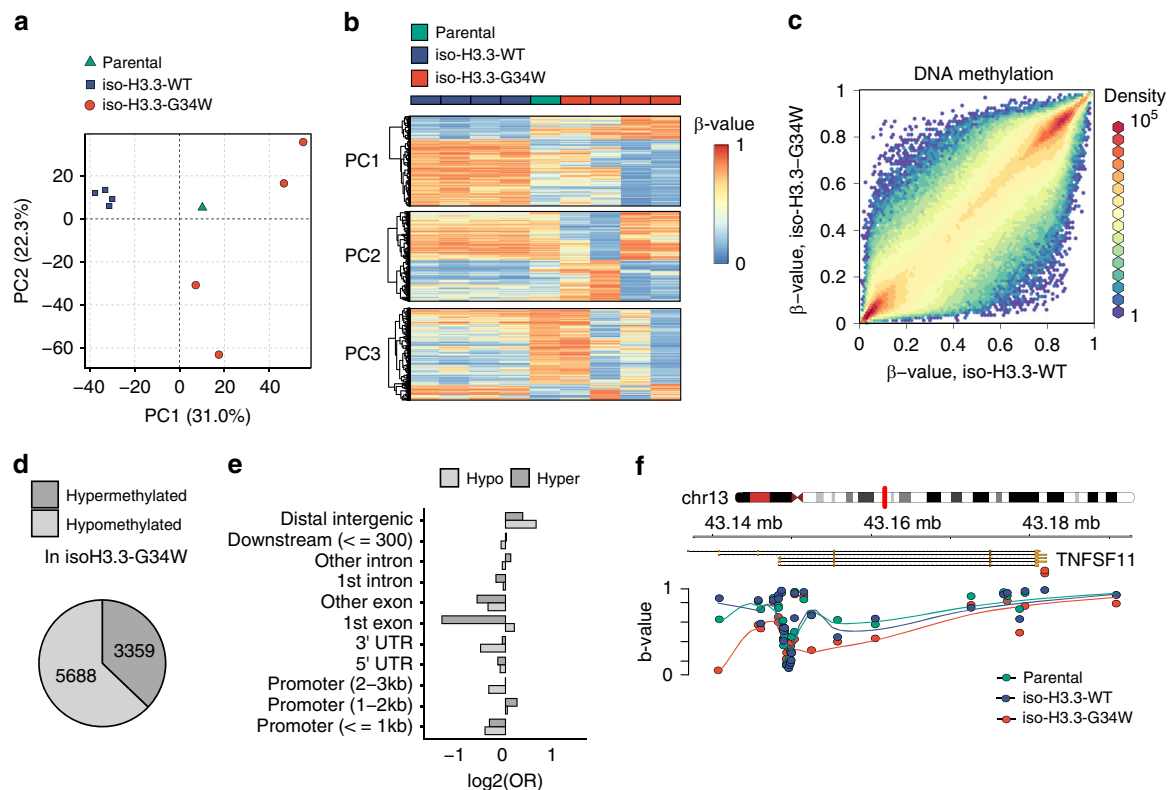 a
Parental
iso-H3.3-WT
iso-H3.3-G34W
20
0
−20
−40
−60
PC2 (22.3%)
−40 −20 0 20 40
PC1 (31.0%)
b
Parental
iso-H3.3-WT
iso-H3.3-G34W
PC1
PC2
PC3
β-value
1
0
c
DNA methylation
β-value, iso-H3.3-G34W
1
0.8
0.6
0.4
0.2
0
0 0.2 0.4 0.6 0.8 1
β-value, iso-H3.3-WT
Density
10⁵
1
d
Hypermethylated
Hypomethylated
In isoH3.3-G34W
3359
5688
e
Hypo Hyper
Distal intergenic
Downstream (< = 300)
Other intron
1st intron
Other exon
1st exon
3' UTR
5' UTR
Promoter (2−3kb)
Promoter (1−2kb)
Promoter (< = 1kb)
−1 0 1
log2(OR)
f
chr13
43.14 mb 43.16 mb 43.18 mb
TNFSF11
b-value
1
0
Parental
iso-H3.3-WT
iso-H3.3-G34W